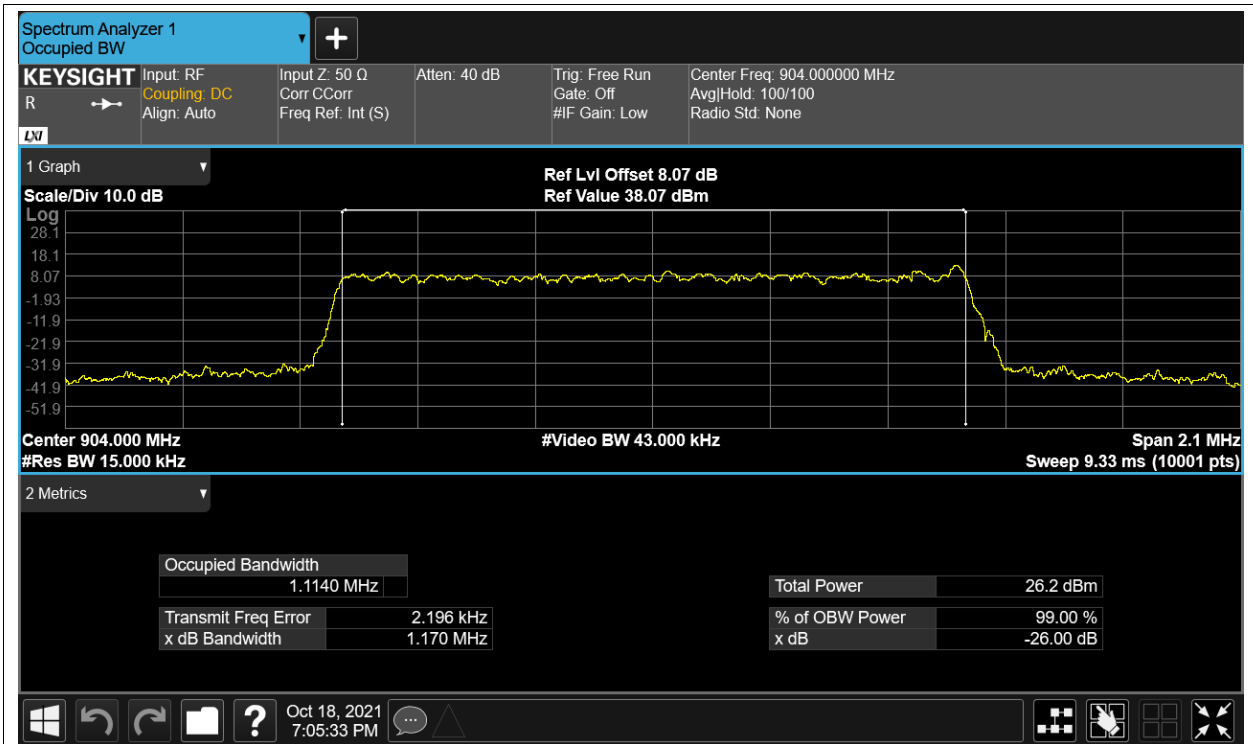 Spectrum Analyzer 1
Occupied BW
KEYSIGHT Input: RF Input Z: 50 Ω Atten: 40 dB Trig: Free Run Center Freq: 904.000000 MHz
R Coupling: DC Corr CCorr Gate: Off Avg|Hold: 100/100
Align: Auto Freq Ref: Int (S) #IF Gain: Low Radio Std: None
LXI
1 Graph
Ref Lvl Offset 8.07 dB
Scale/Div 10.0 dB Ref Value 38.07 dBm
Log
28.1
18.1
8.07
-1.93
-11.9
-21.9
-31.9
-41.9
-51.9
Center 904.000 MHz #Video BW 43.000 kHz Span 2.1 MHz
#Res BW 15.000 kHz Sweep 9.33 ms (10001 pts)
2 Metrics
Occupied Bandwidth
1.1140 MHz Total Power 26.2 dBm
Transmit Freq Error 2.196 kHz % of OBW Power 99.00 %
x dB Bandwidth 1.170 MHz x dB -26.00 dB
? Oct 18, 2021
7:05:33 PM